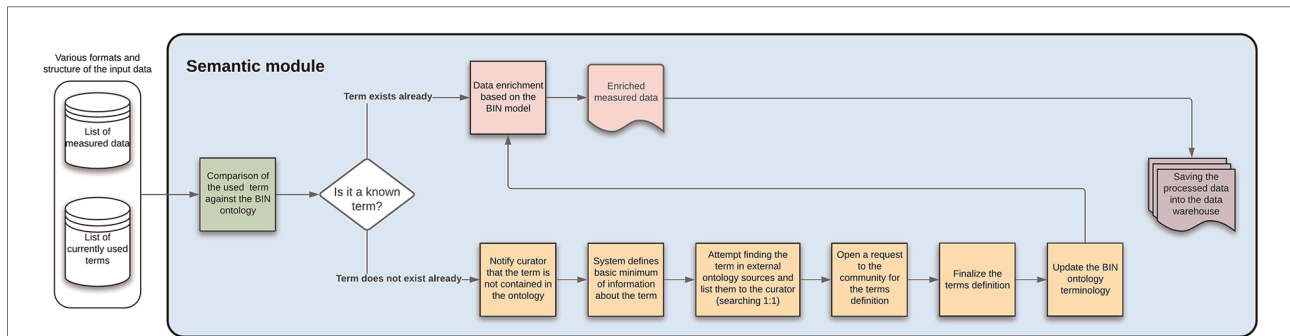 Various formats and
structure of the input data
List of
measured data
List of
currently used
terms
Semantic module
Comparison of
the used term
against the BIN
ontology
Is it a known
term?
Term exists already
Data enrichment
based on the
BIN model
Enriched
measured data
Saving the
processed data
into the data
warehouse
Term does not exist already
Notify curator
that the term is
not contained in
the ontology
System defines
basic minimum
of information
about the term
Attempt finding the
term in external
ontology sources and
list them to the curator
(searching 1:1)
Open a request
to the
community for
the terms
definition
Finalize the
terms definition
Update the BIN
ontology
terminology